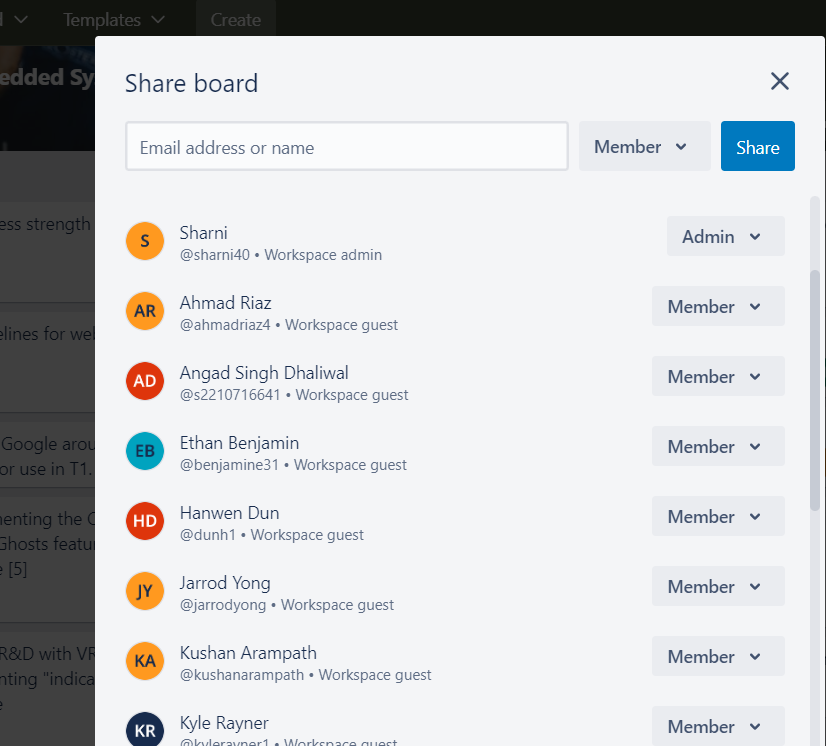 Templates
Create
edded Sy
Share board
Email address or name
Member
Share
ess strength
S
Sharni
@sharni40 • Workspace admin
Admin
AR
Ahmad Riaz
@ahmadriaz4 • Workspace guest
Member
elines for web
AD
Angad Singh Dhaliwal
@s2210716641 • Workspace guest
Member
Google arou
or use in T1.
EB
Ethan Benjamin
@benjamine31 • Workspace guest
Member
menting the C
Ghosts featur
e [5]
HD
Hanwen Dun
@dunh1 • Workspace guest
Member
JY
Jarrod Yong
@jarrodyong • Workspace guest
Member
R&D with VR
nting "indica
e
KA
Kushan Arampath
@kushanarampath • Workspace guest
Member
KR
Kyle Rayner
@kylerayner1 • Workspace guest
Member